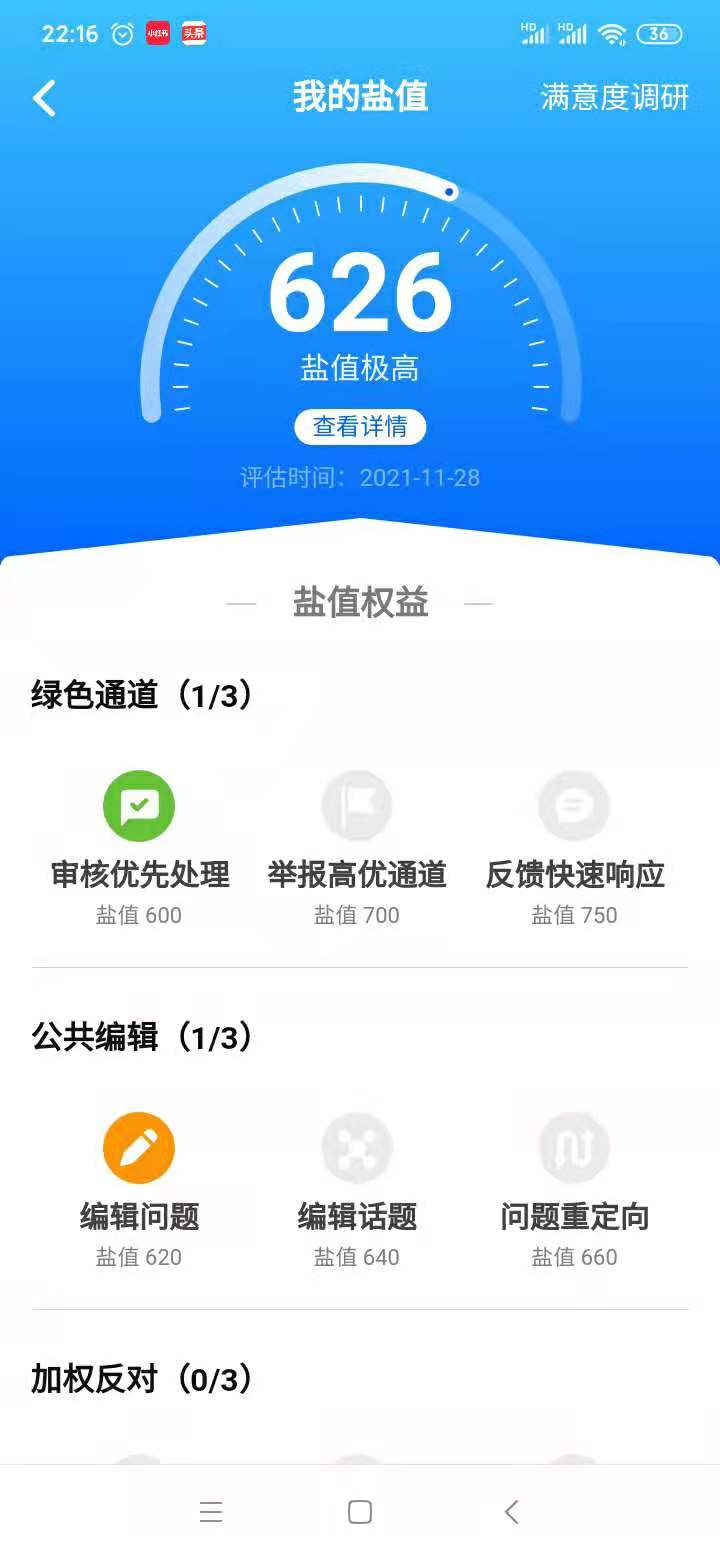 22:16 小红书 头条 HD HD 36
我的盐值 满意度调研
626
盐值极高
查看详情
评估时间：2021-11-28
盐值权益
绿色通道（1/3）
审核优先处理 举报高优通道 反馈快速响应
盐值 600 盐值 700 盐值 750
公共编辑（1/3）
编辑问题 编辑话题 问题重定向
盐值 620 盐值 640 盐值 660
加权反对（0/3）